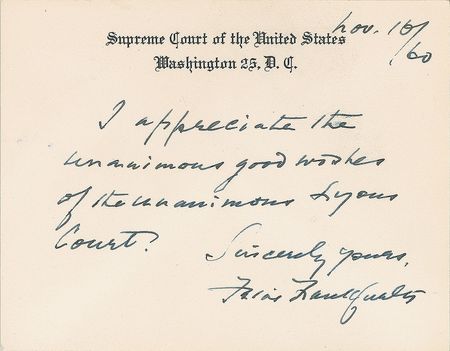 Nov. 16/
/60
Supreme Court of the United States
Washington 25, D. C.
I appreciate the
unanimous good wishes
of the unanimous Lyons
Court!
Sincerely yours,
Felix Frankfurter